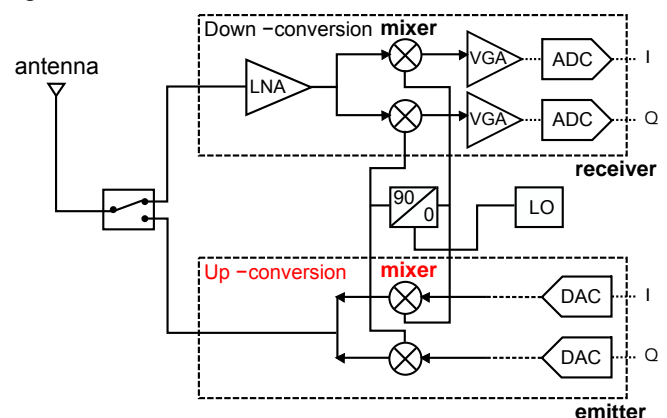 Down −conversion mixer
antenna
LNA
VGA
ADC
I
VGA
ADC
Q
receiver
90
0
LO
Up −conversion mixer
DAC
I
DAC
Q
emitter